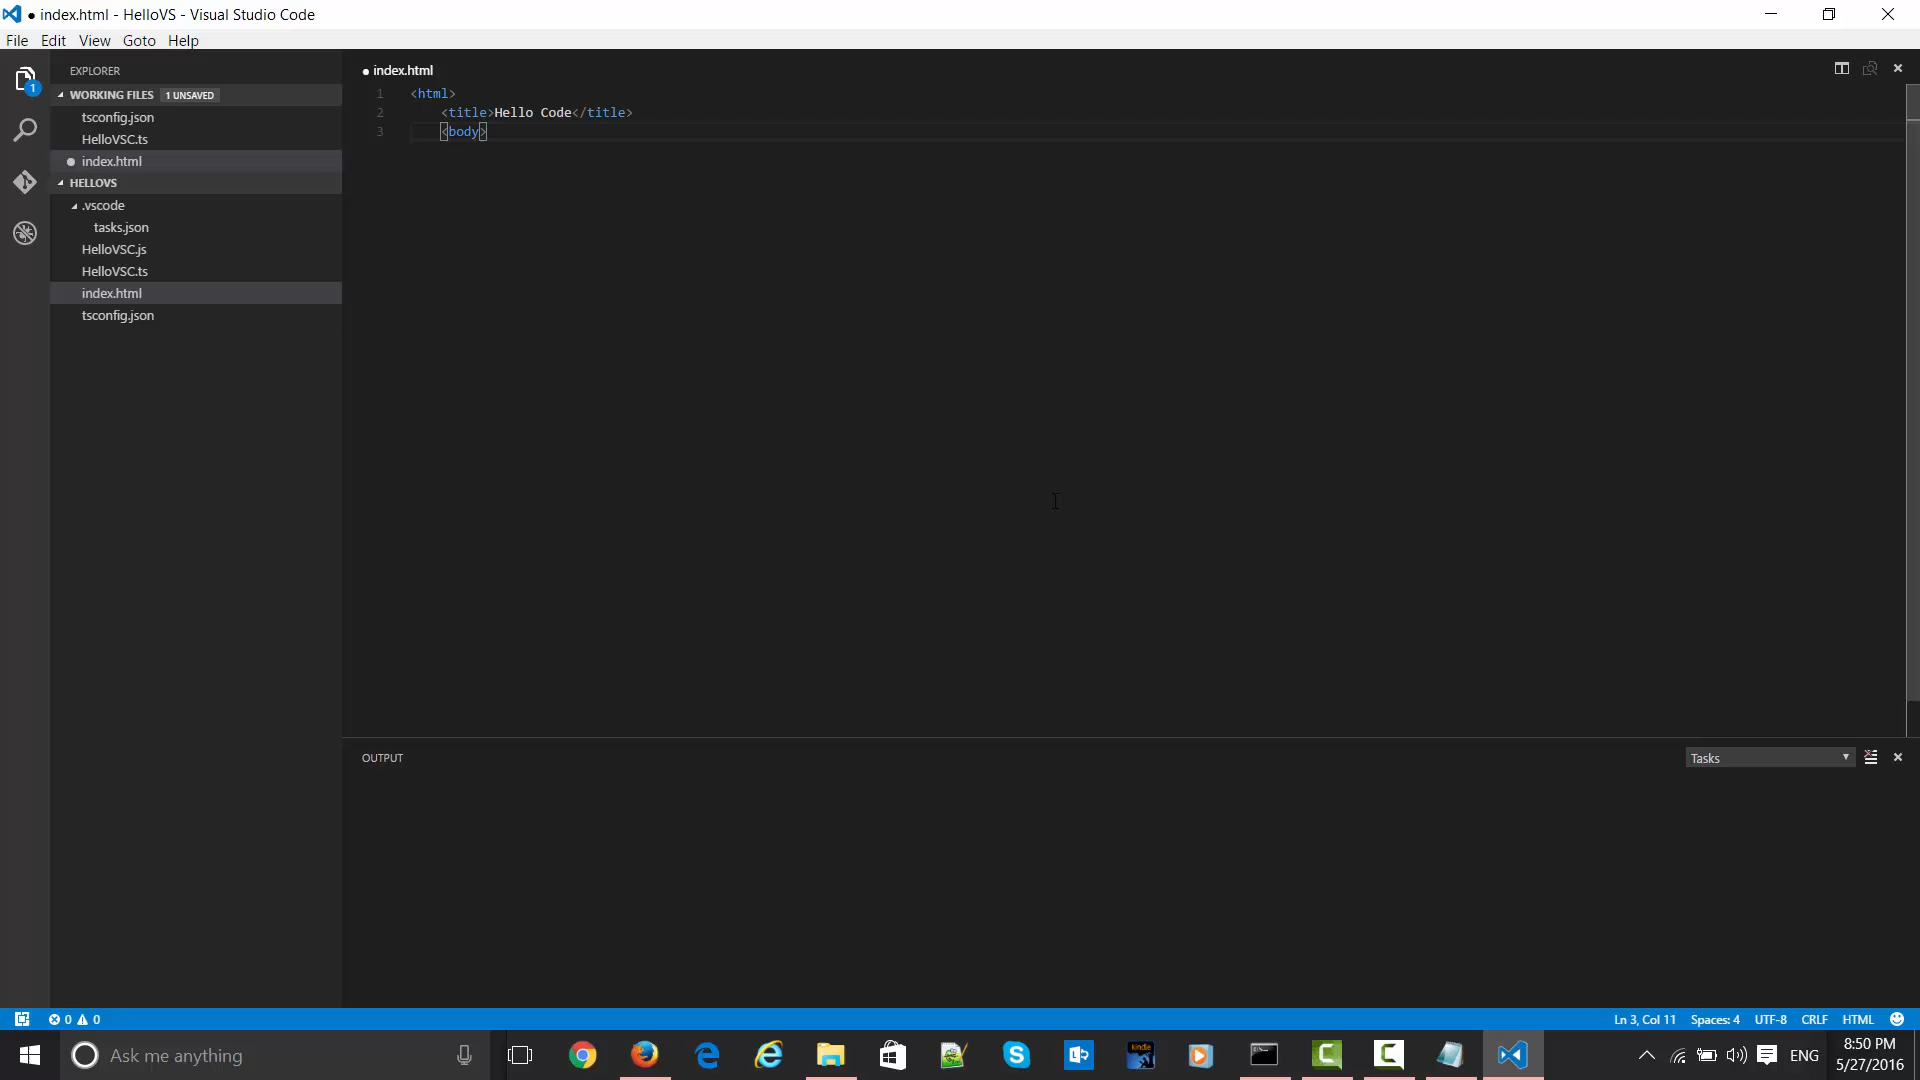 ● index.html - HelloVS - Visual Studio Code
File Edit View Goto Help
EXPLORER
WORKING FILES 1 UNSAVED
tsconfig.json
HelloVSC.ts
index.html
HELLOVS
.vscode
tasks.json
HelloVSC.js
HelloVSC.ts
index.html
tsconfig.json
1
● index.html
1 <html>
2 <title>Hello Code</title>
3 <body>
OUTPUT
Tasks
0 0
Ln 3, Col 11 Spaces: 4 UTF-8 CRLF HTML
Ask me anything
kindle
ENG
8:50 PM
5/27/2016